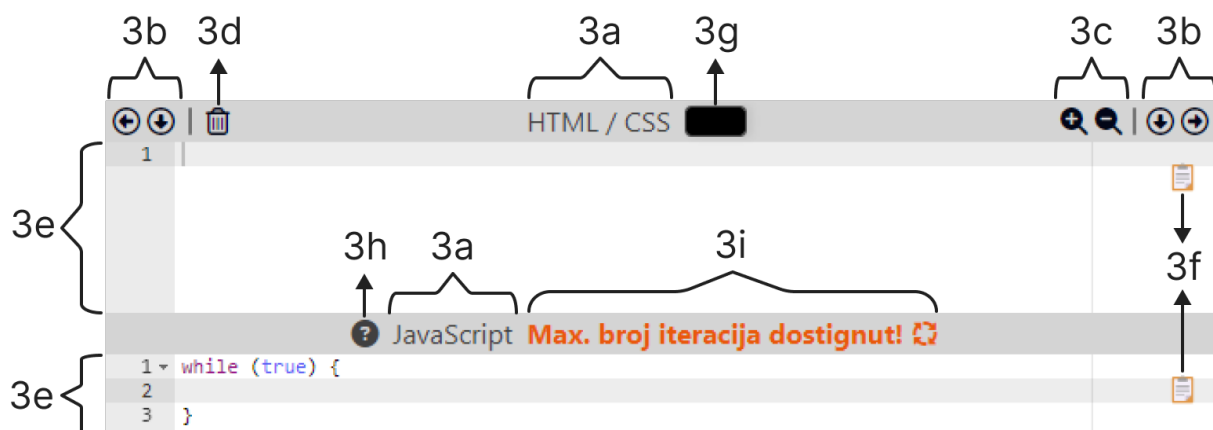 3b 3d 3a 3g 3c 3b
HTML / CSS
1
3e
3h 3a 3i
3f
? JavaScript Max. broj iteracija dostignut!
3e
1 while (true) {
2
3 }